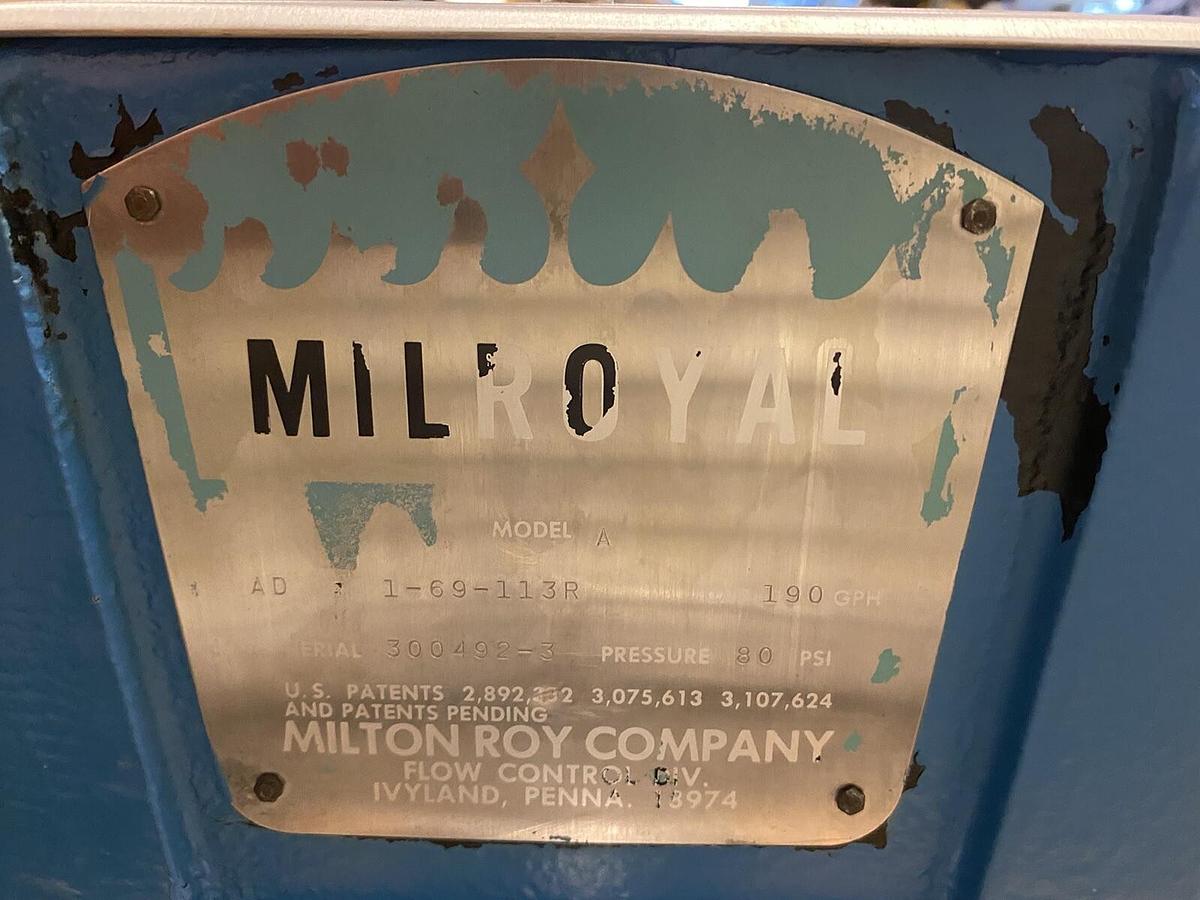 MILROYAL
MODEL A
AD 1-69-113R 190 GPH
300492-3 PRESSURE 80 PSI
U.S. PATENTS 3,075,613 3,107,624
AND PATENTS PENDING
MILTON ROY COMPANY
FLOW CONTROL DIV.
IVYLAND, PENNA. 18974